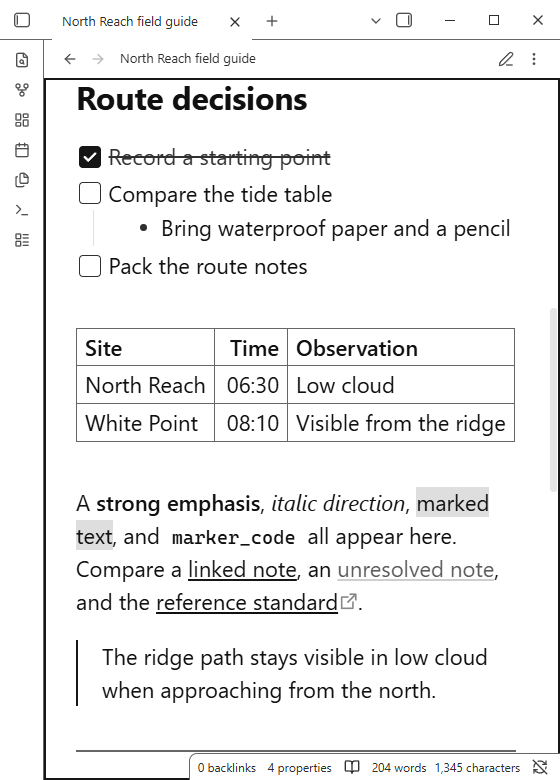 North Reach field guide
North Reach field guide
Route decisions
Record a starting point
Compare the tide table
Bring waterproof paper and a pencil
Pack the route notes
Site Time Observation
North Reach 06:30 Low cloud
White Point 08:10 Visible from the ridge
A strong emphasis, italic direction, marked
text, and marker_code all appear here.
Compare a linked note, an unresolved note,
and the reference standard.
The ridge path stays visible in low cloud
when approaching from the north.
0 backlinks 4 properties 204 words 1,345 characters